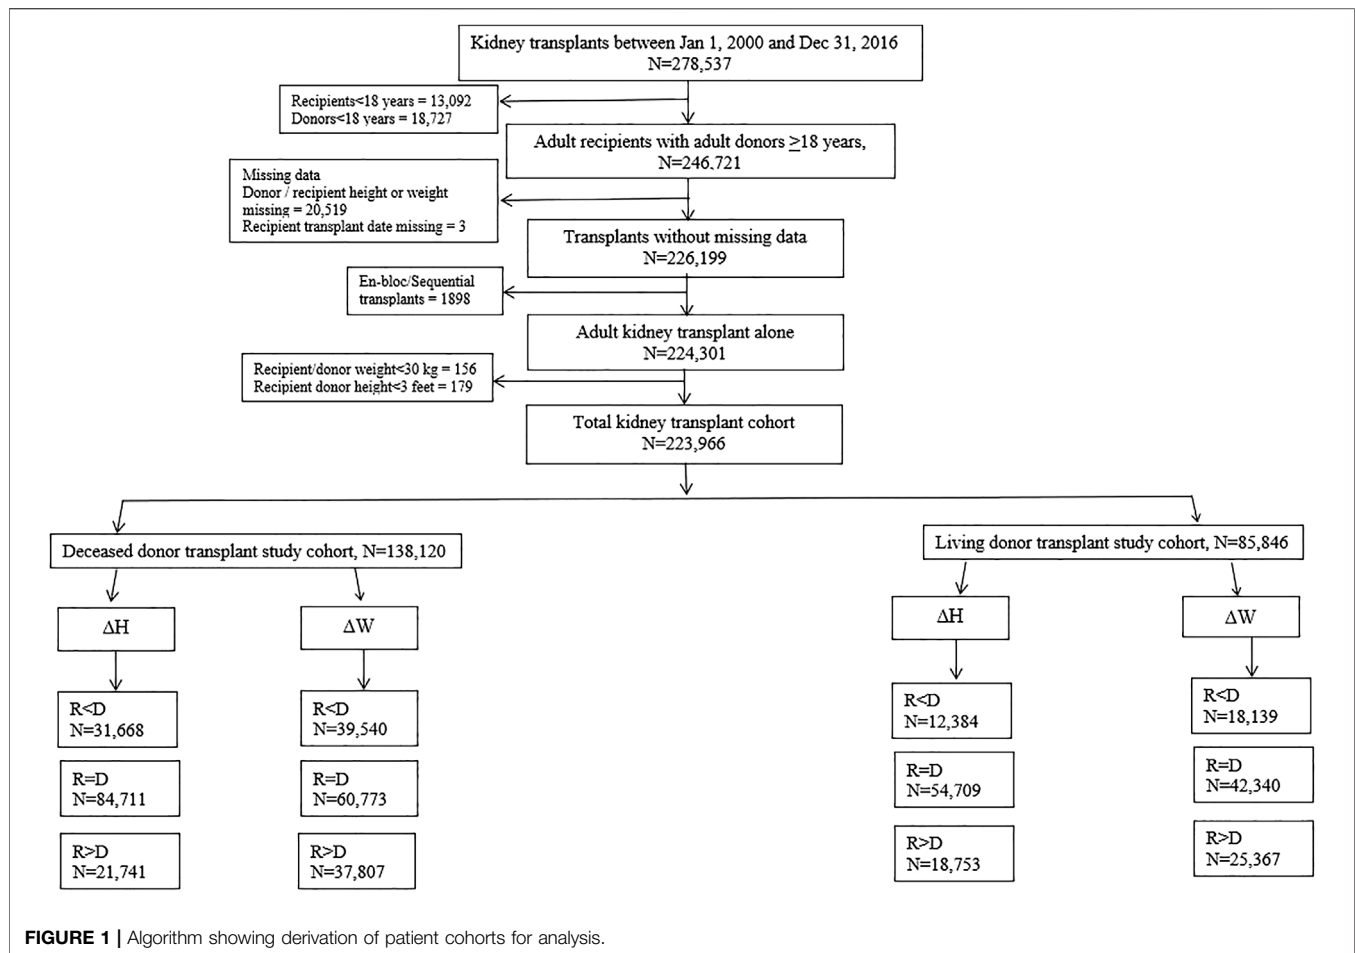 Kidney transplants between Jan 1, 2000 and Dec 31, 2016
N=278,537
Recipients<18 years = 13,092
Donors<18 years = 18,727
Adult recipients with adult donors ≥18 years,
N=246,721
Missing data
Donor / recipient height or weight
missing = 20,519
Recipient transplant date missing = 3
Transplants without missing data
N=226,199
En-bloc/Sequential
transplants = 1898
Adult kidney transplant alone
N=224,301
Recipient/donor weight<30 kg = 156
Recipient donor height<3 feet = 179
Total kidney transplant cohort
N=223,966
Deceased donor transplant study cohort, N=138,120
Living donor transplant study cohort, N=85,846
ΔH
ΔW
ΔH
ΔW
R<D
N=31,668
R<D
N=39,540
R<D
N=12,384
R<D
N=18,139
R=D
N=84,711
R=D
N=60,773
R=D
N=54,709
R=D
N=42,340
R>D
N=21,741
R>D
N=37,807
R>D
N=18,753
R>D
N=25,367
FIGURE 1 | Algorithm showing derivation of patient cohorts for analysis.